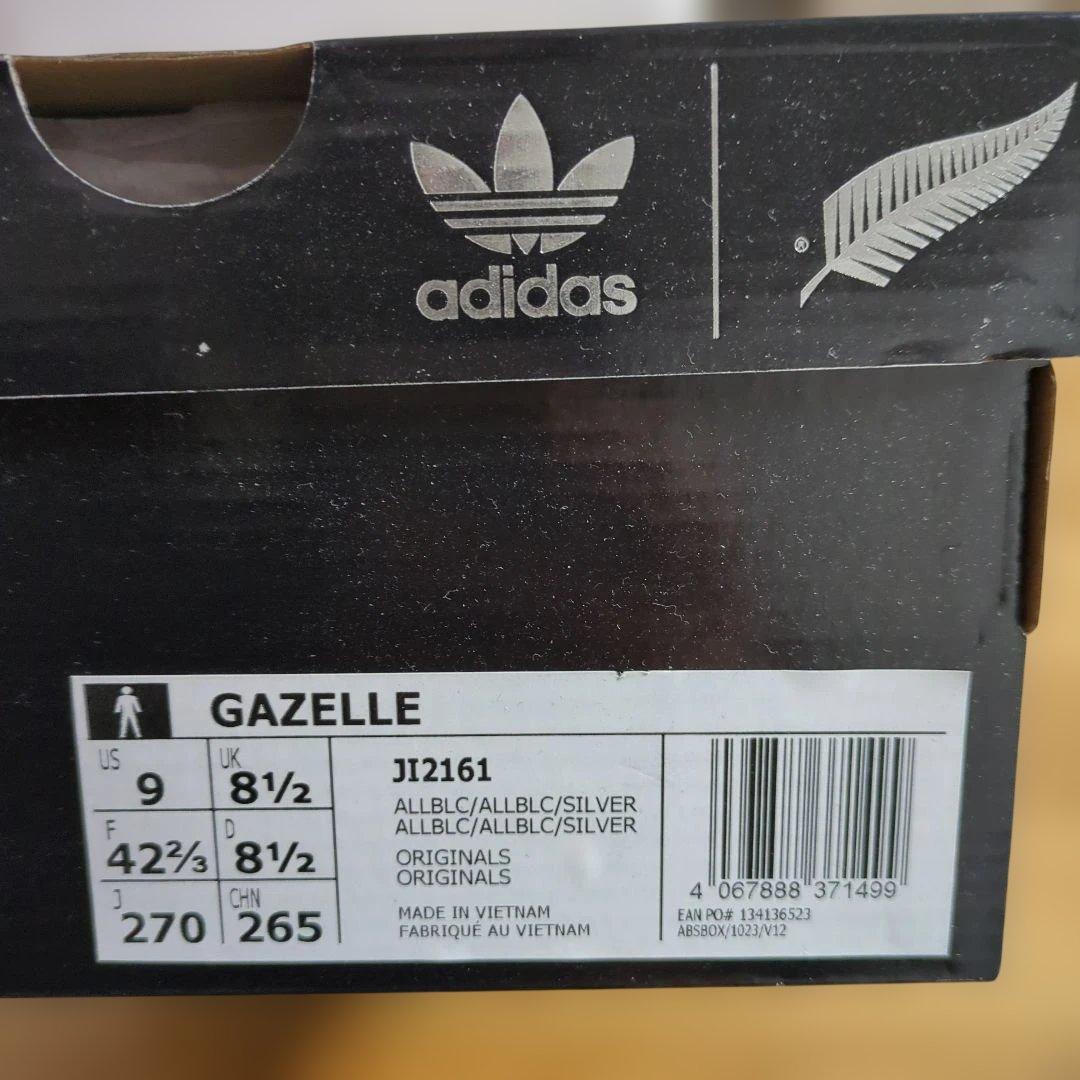 adidas
®
GAZELLE
US
9
UK
8½
F
42⅔
D
8½
J
270
CHN
265
JI2161
ALLBLC/ALLBLC/SILVER
ALLBLC/ALLBLC/SILVER
ORIGINALS
ORIGINALS
MADE IN VIETNAM
FABRIQUÉ AU VIETNAM
4 067888 371499
EAN PO# 134136523
ABSBOX/1023/V12